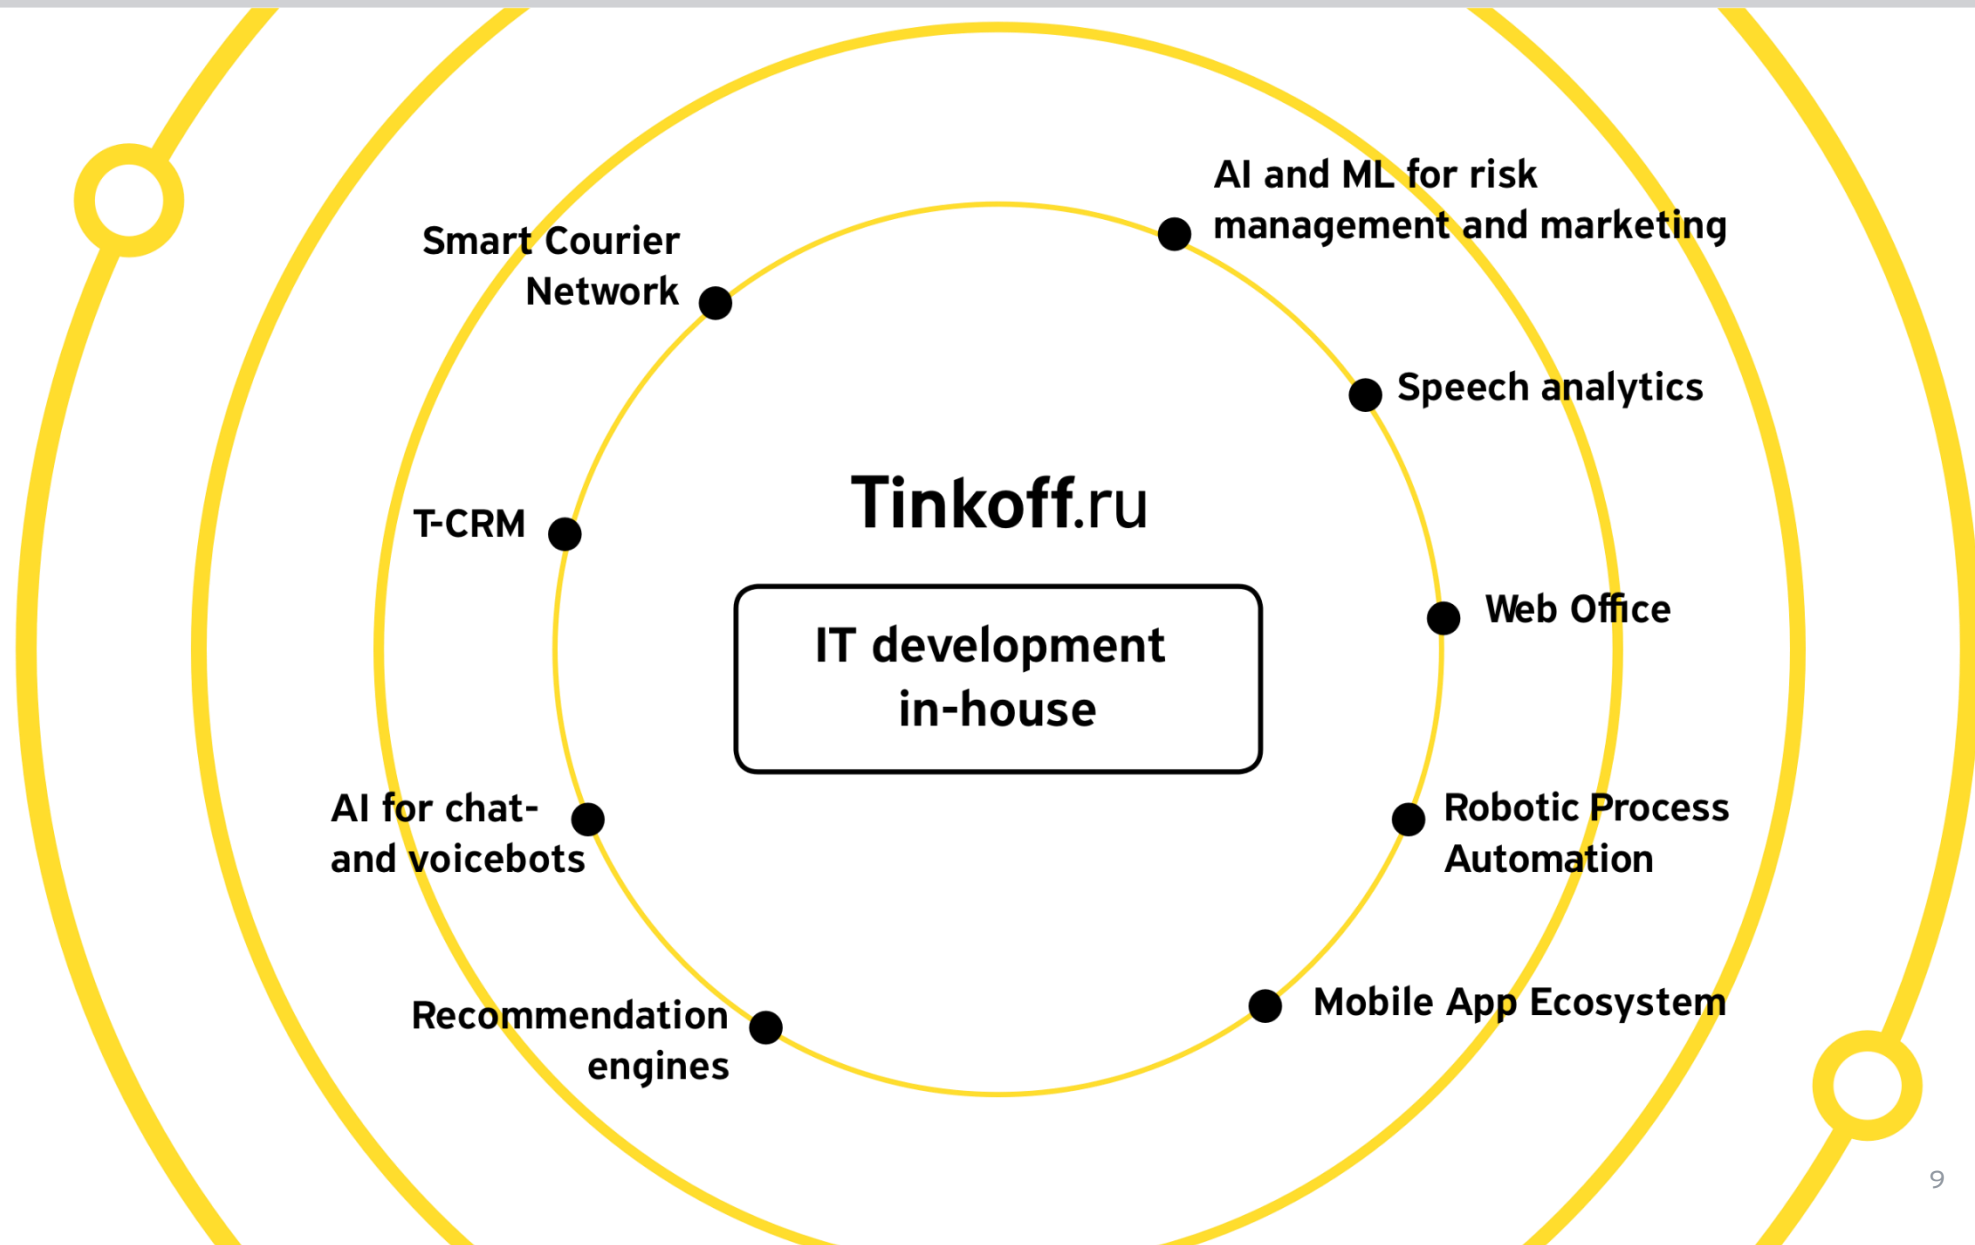 AI and ML for risk
management and marketing
Smart Courier
Network
Speech analytics
T-CRM
Tinkoff.ru
Web Office
IT development
in-house
AI for chat-
and voicebots
Robotic Process
Automation
Recommendation
engines
Mobile App Ecosystem
9